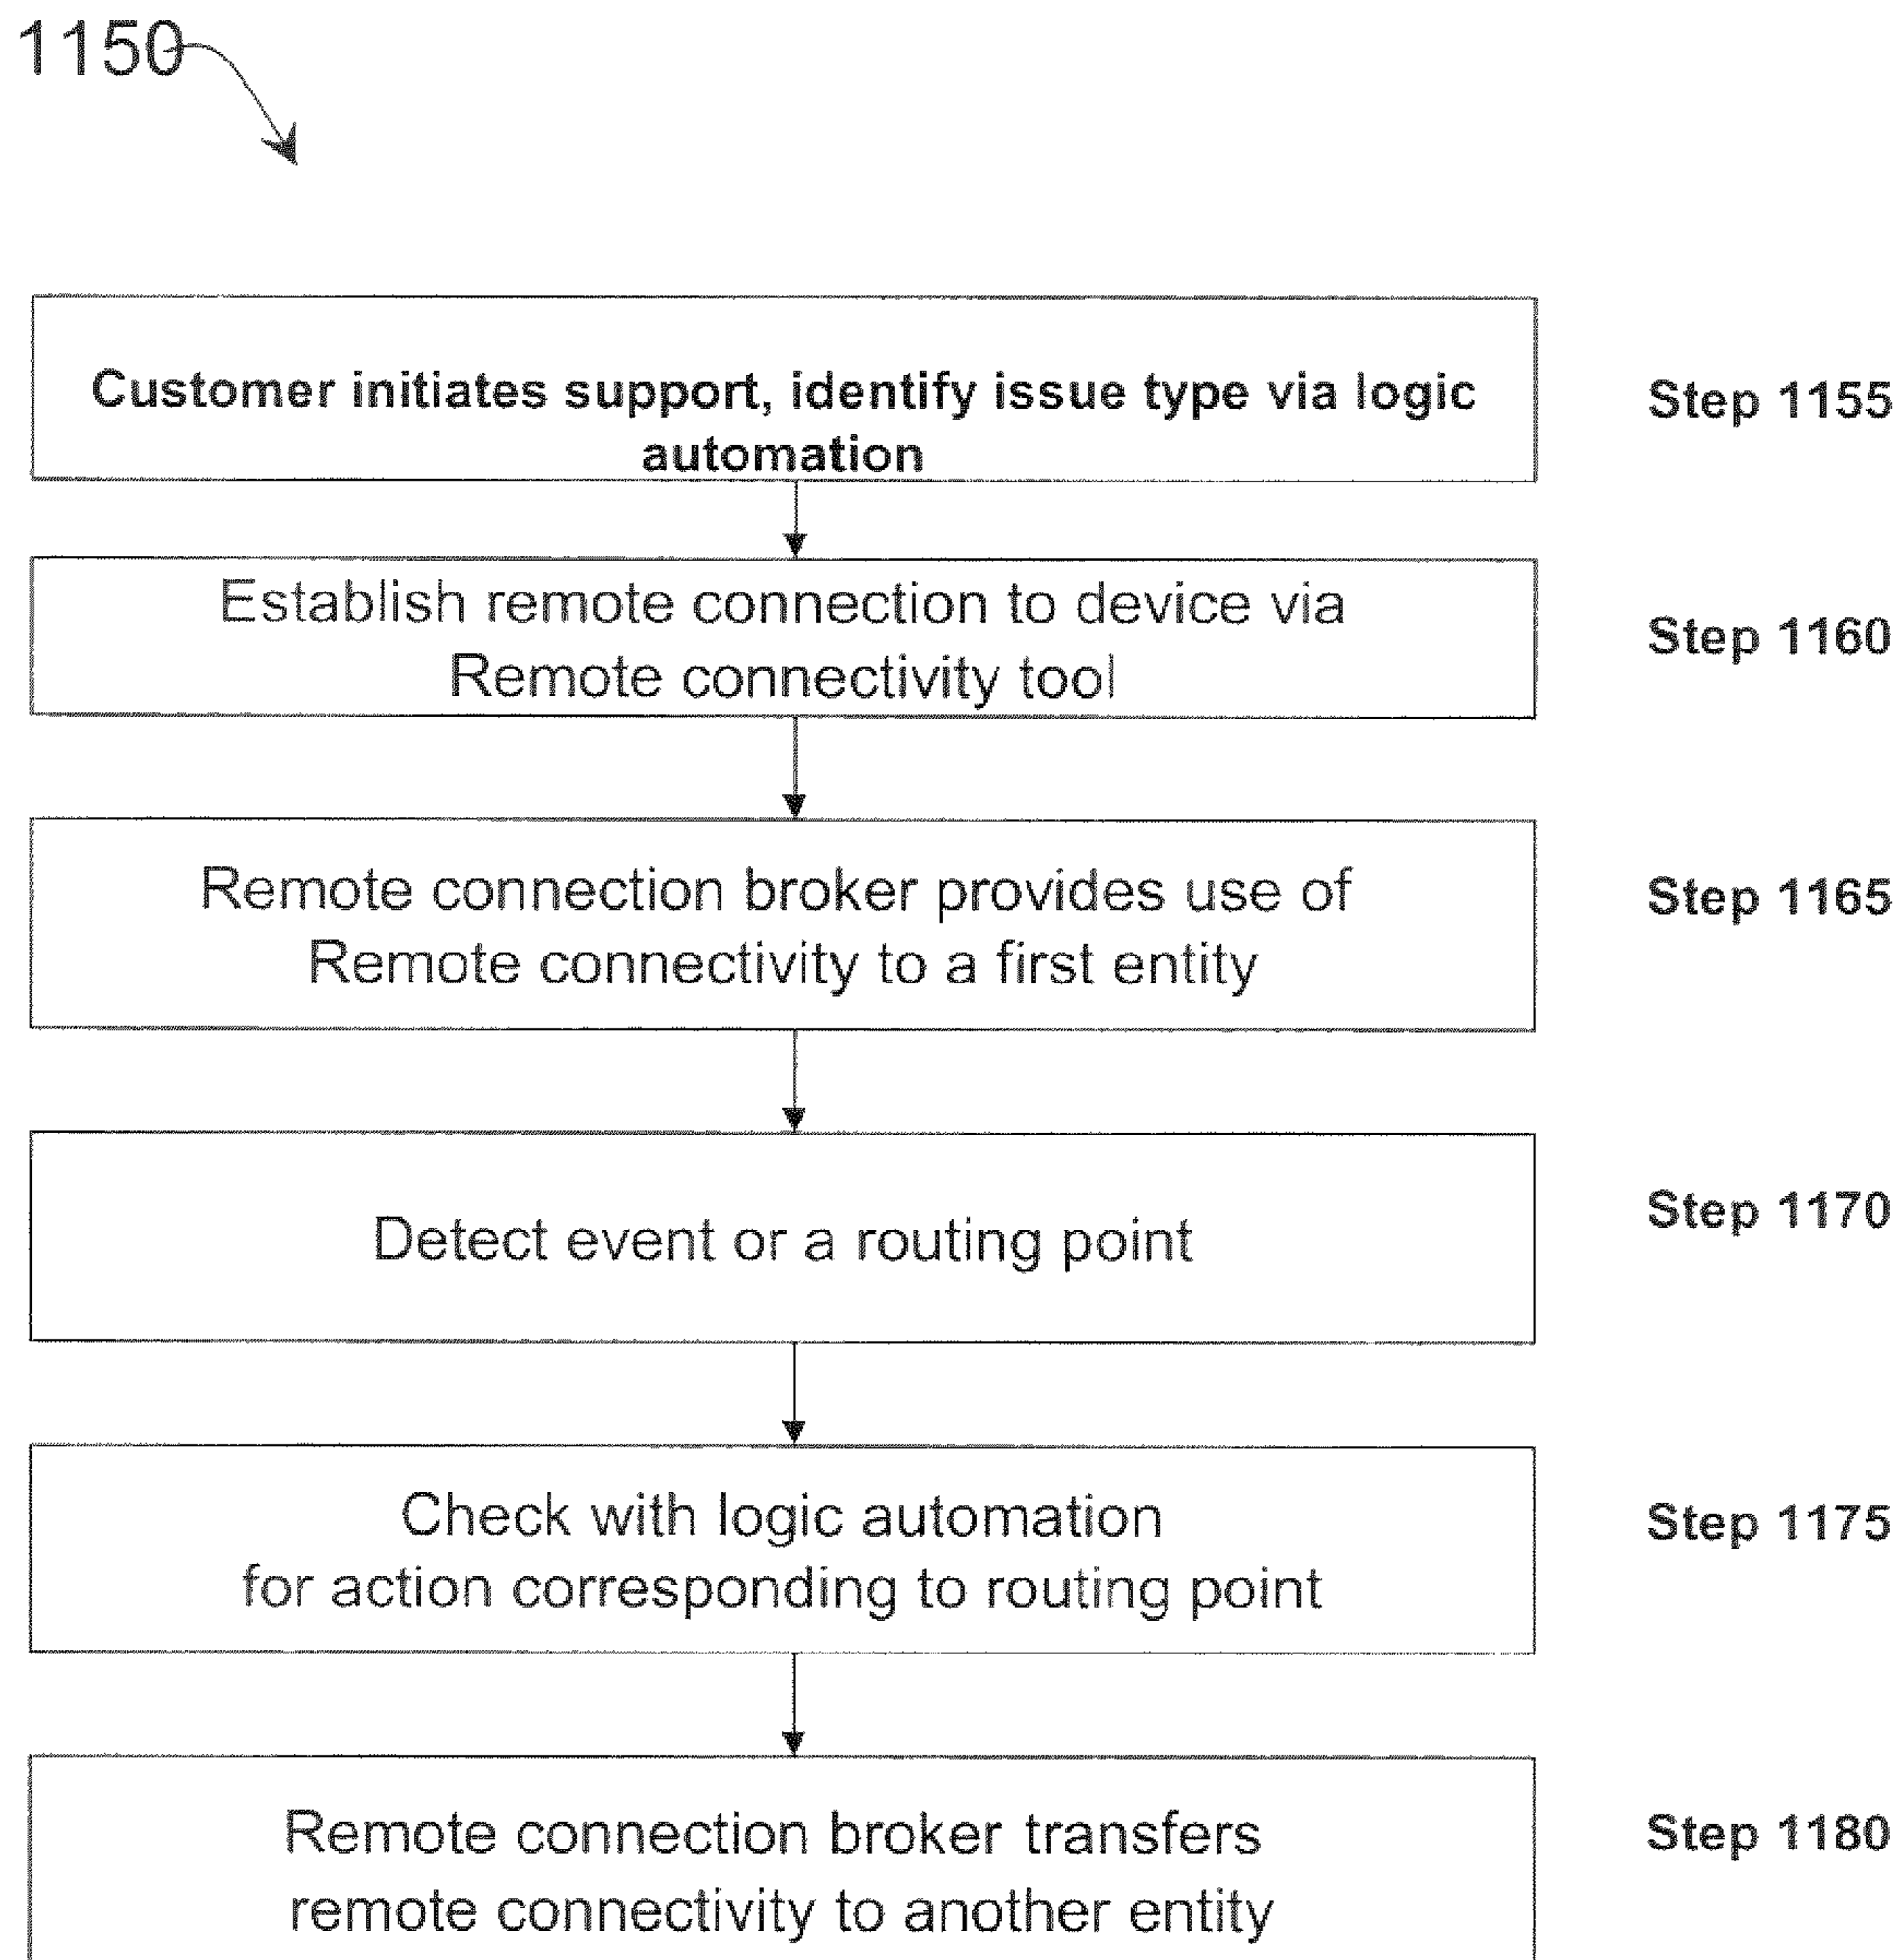 1150
Customer initiates support, identify issue type via logic
automation
Step 1155
Establish remote connection to device via
Remote connectivity tool
Step 1160
Remote connection broker provides use of
Remote connectivity to a first entity
Step 1165
Detect event or a routing point
Step 1170
Check with logic automation
for action corresponding to routing point
Step 1175
Remote connection broker transfers
remote connectivity to another entity
Step 1180